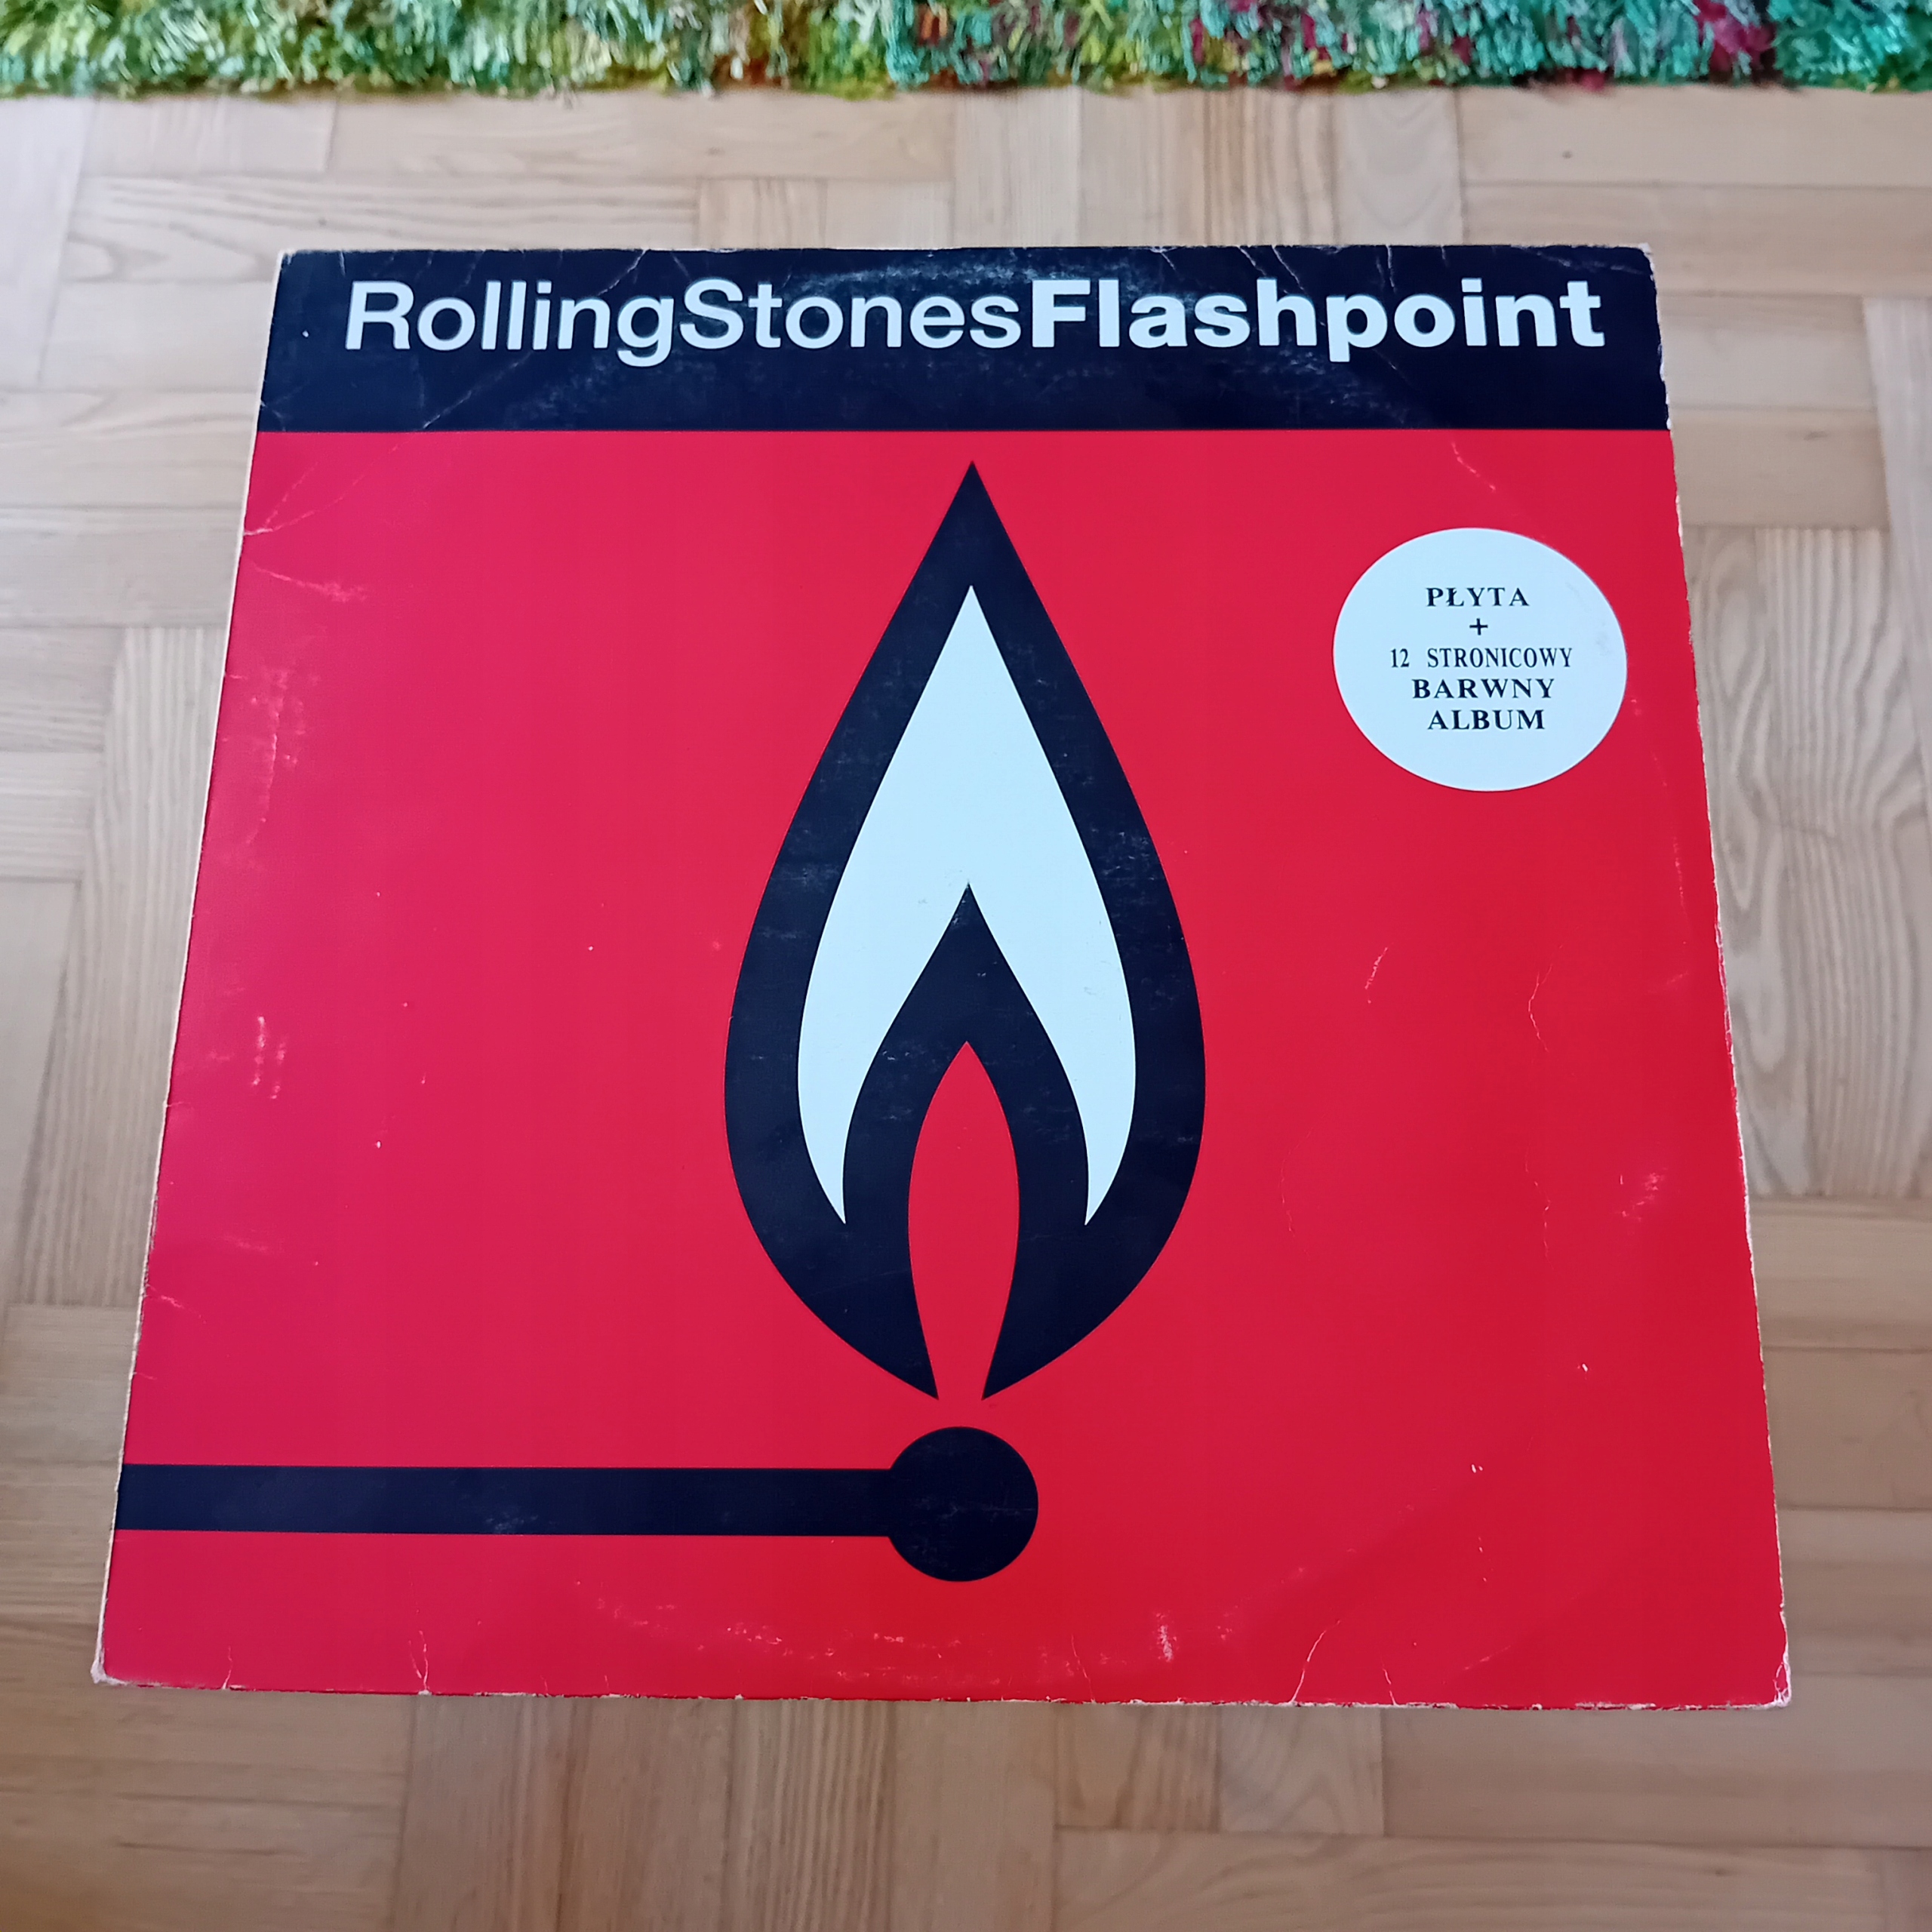 RollingStonesFlashpoint
PŁYTA
+
12 STRONICOWY
BARWNY
ALBUM